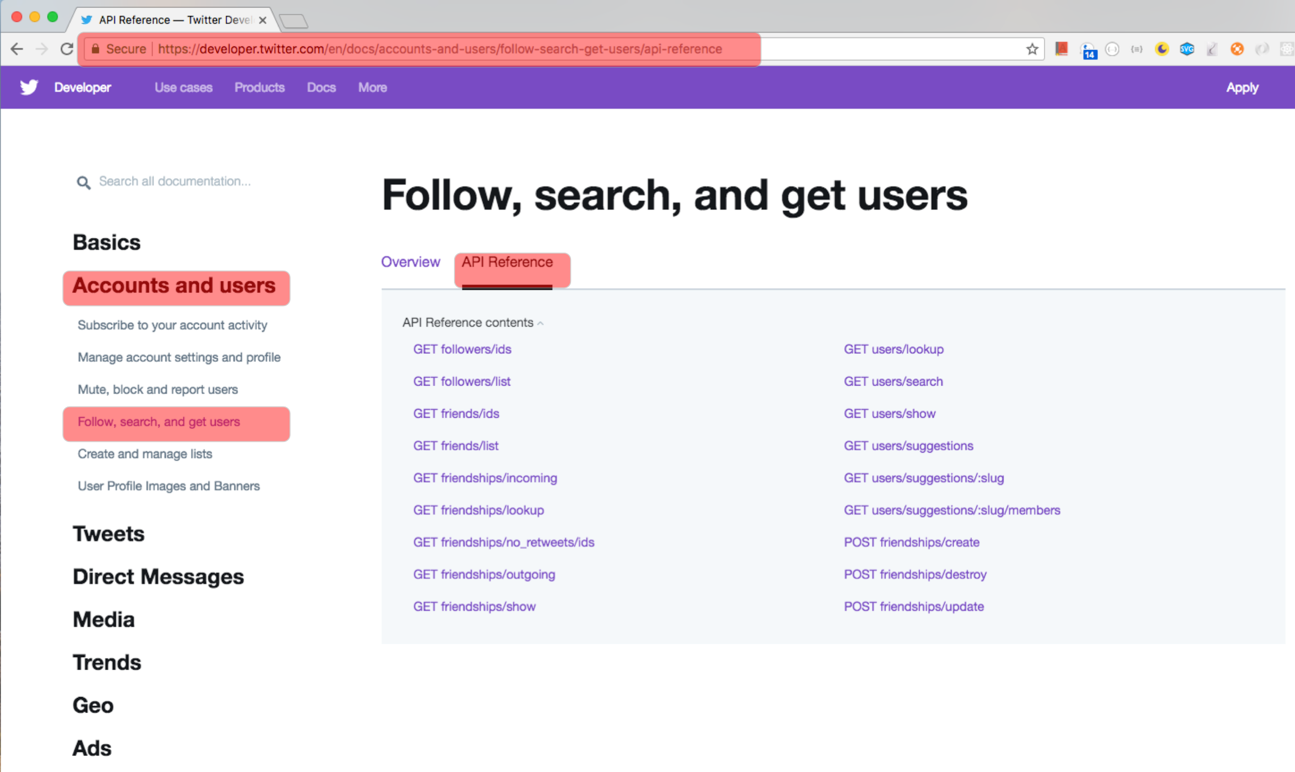 API Reference — Twitter Devel
Secure https://developer.twitter.com/en/docs/accounts-and-users/follow-search-get-users/api-reference
14
SVG
Developer Use cases Products Docs More Apply
Search all documentation...
Follow, search, and get users
Basics
Overview API Reference
Accounts and users
Subscribe to your account activity
Manage account settings and profile
Mute, block and report users
Follow, search, and get users
Create and manage lists
User Profile Images and Banners
Tweets
Direct Messages
Media
Trends
Geo
Ads
API Reference contents
GET followers/ids
GET followers/list
GET friends/ids
GET friends/list
GET friendships/incoming
GET friendships/lookup
GET friendships/no_retweets/ids
GET friendships/outgoing
GET friendships/show
GET users/lookup
GET users/search
GET users/show
GET users/suggestions
GET users/suggestions/:slug
GET users/suggestions/:slug/members
POST friendships/create
POST friendships/destroy
POST friendships/update